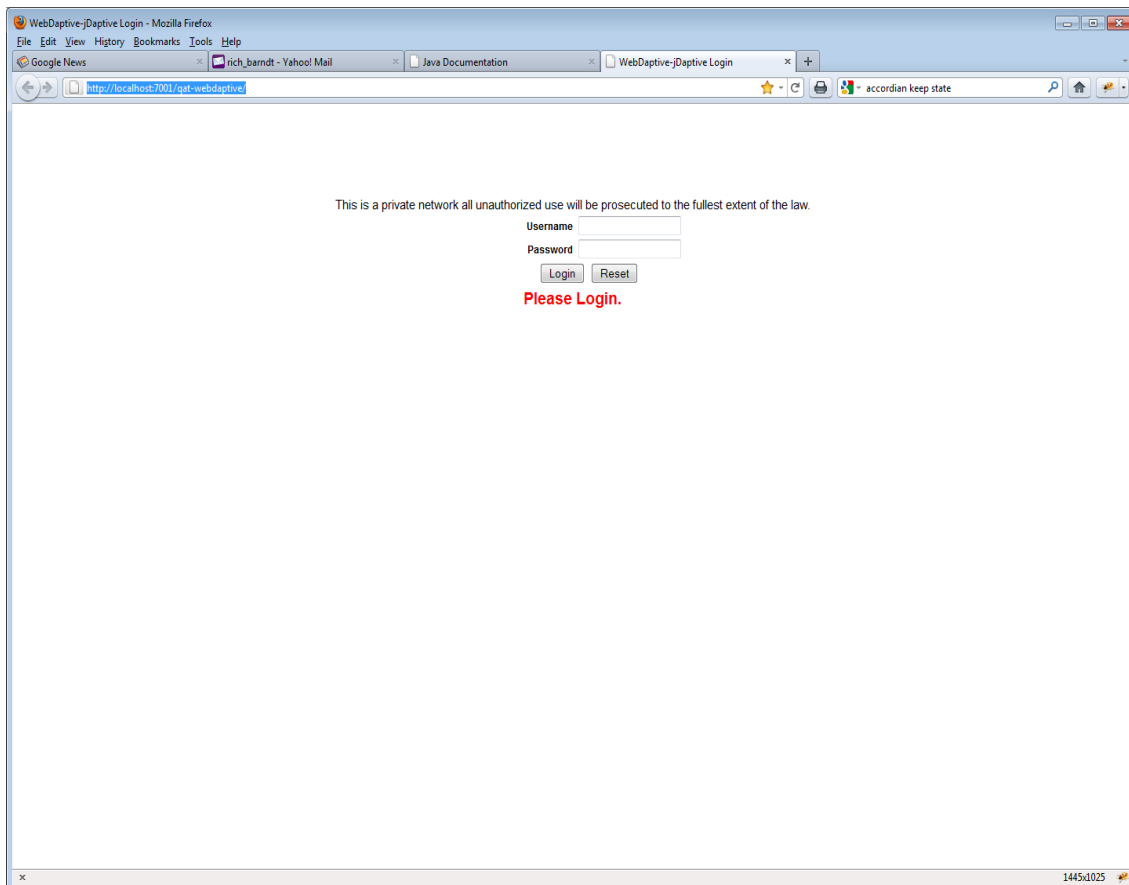 WebDaptive-jDaptive Login - Mozilla Firefox
File Edit View History Bookmarks Tools Help
Google News
rich_barndt - Yahoo! Mail
Java Documentation
WebDaptive-jDaptive Login
http://localhost:7001/qat-webdaptive/
accordian keep state
This is a private network all unauthorized use will be prosecuted to the fullest extent of the law.
Username
Password
Login Reset
Please Login.
1445x1025